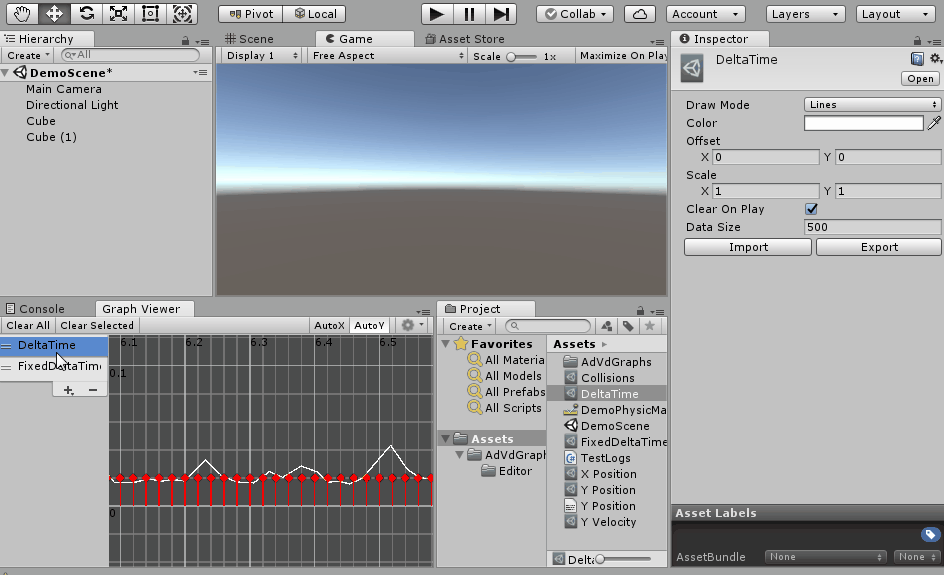 Pivot Local Collab Account Layers Layout
Hierarchy
Create All
DemoScene*
Main Camera
Directional Light
Cube
Cube (1)
Scene Game Asset Store
Display 1 Free Aspect Scale 1x Maximize On Play
Inspector
DeltaTime
Open
Draw Mode Lines
Color
Offset
X 0 Y 0
Scale
X 1 Y 1
Clear On Play
Data Size 500
Import Export
Console Graph Viewer
Clear All Clear Selected AutoX AutoY
DeltaTime
FixedDeltaTime
+ −
6.1 6.2 6.3 6.4 6.5
0.1
0
Project
Create
Favorites
All Materia
All Models
All Prefabs
All Scripts
Assets
AdVdGraph
Editor
Assets
AdVdGraphs
Collisions
DeltaTime
DemoPhysicMa
DemoScene
FixedDeltaTime
TestLogs
X Position
Y Position
Y Position
Y Velocity
Delta
Asset Labels
AssetBundle None None